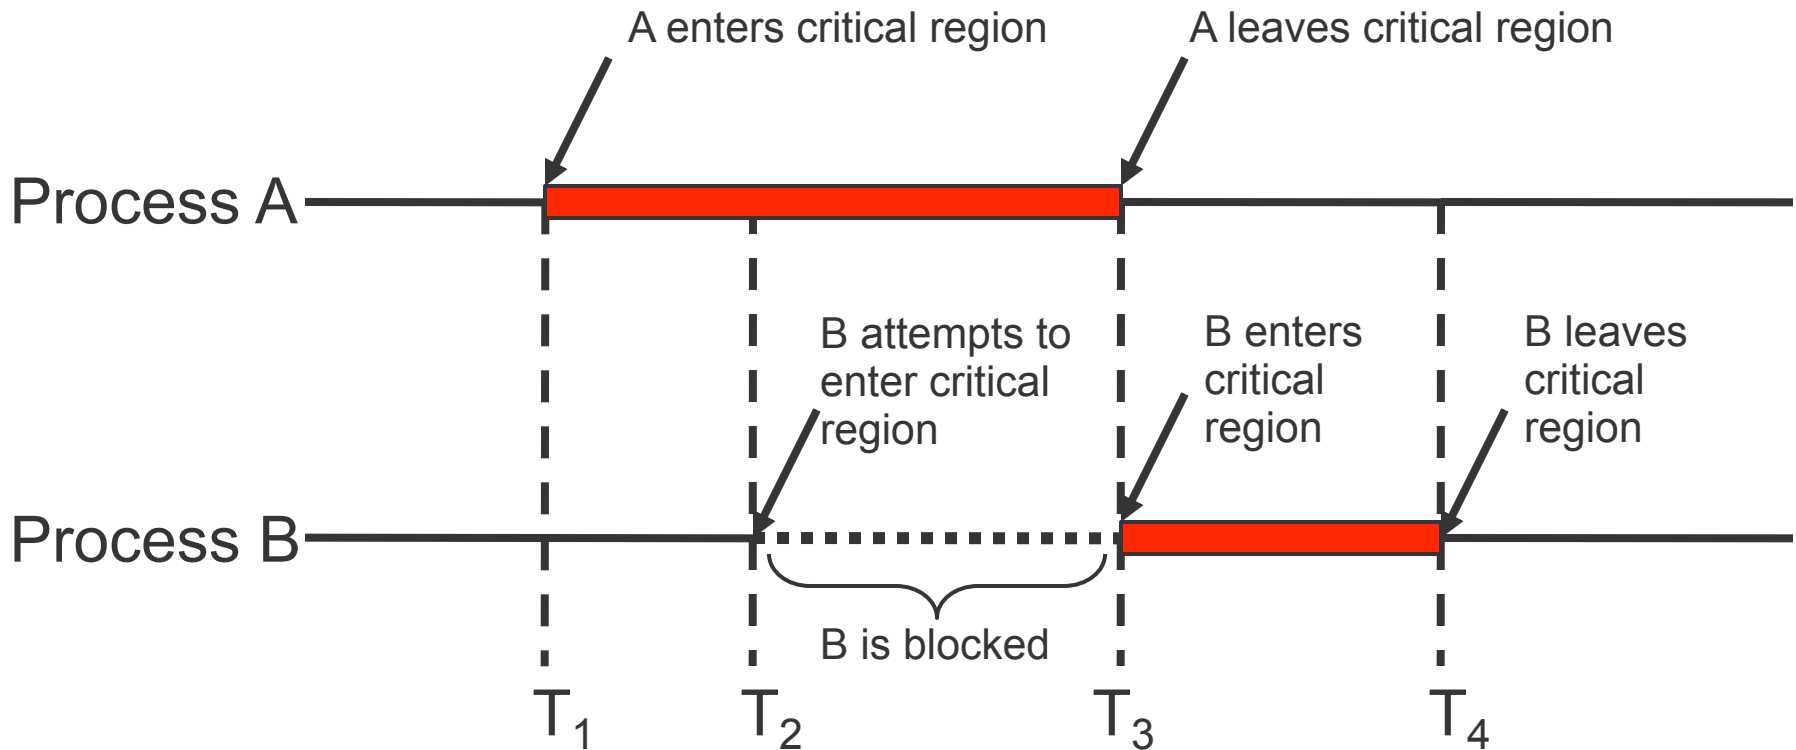 A enters critical region
A leaves critical region
Process A
B attempts to
enter critical
region
B enters
critical
region
B leaves
critical
region
Process B
B is blocked
T1
T2
T3
T4